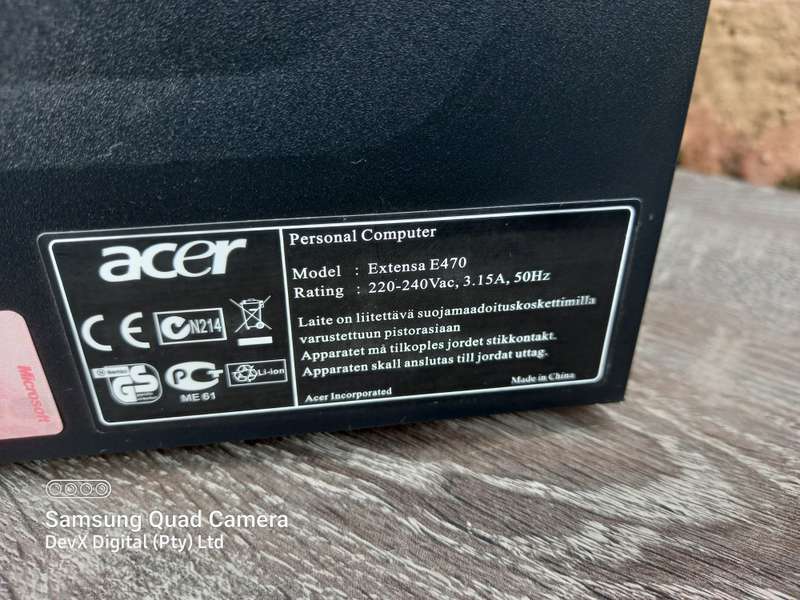 acer
Personal Computer
Model : Extensa E470
Rating : 220-240Vac, 3.15A, 50Hz
Laite on liitettävä suojamaadoituskoskettimilla
varustettuun pistorasiaan
Apparatet må tilkoples jordet stikkontakt.
Apparaten skall anslutas till jordat uttag.
Acer Incorporated
Made in China
CE
N214
GS
PCT
ME 61
Li-ion
Microsoft
Samsung Quad Camera
DevX Digital (Pty) Ltd